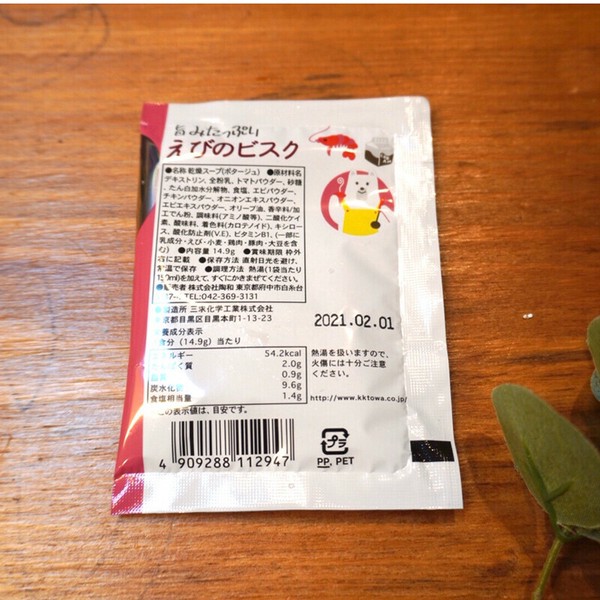 旨みたっぷり
えびのビスク
●名称 乾燥スープ(ポタージュ) ●原材料名
デキストリン、全粉乳、トマトパウダー、砂糖
、たん白加水分解物、食塩、エビパウダー、
チキンパウダー、オニオンエキスパウダー、
エビエキスパウダー、オリーブ油、香辛料/加
工でん粉、調味料(アミノ酸等)、二酸化ケイ
素、酸味料、着色料(カロテノイド)、キシロー
ス、酸化防止剤(V.E)、ビタミンB1、(一部に
乳成分・えび・小麦・鶏肉・豚肉・大豆を含
む) ●内容量 14.9g ●賞味期限 枠外
に記載 ●保存方法 直射日光を避け、
常温で保存 ●調理方法 熱湯(1袋当たり
ml)を加えて、すぐにかきまぜてください。
●販売者 株式会社陶和 東京都府中市白糸台
TEL:042-369-3131
●製造所 三米化学工業株式会社
京都目黒区目黒本町1-13-23
養成分表示
食分(14.9g)当たり
エネルギー 54.2kcal
たんぱく質 2.0g
脂質 0.9g
炭水化物 9.6g
食塩相当量 1.4g
この表示値は、目安です。
2021.02.01
熱湯を扱いますので、
火傷には十分ご注意
ください。
http://www.kktowa.co.jp/
4 909288 112947
プラ
PP, PET